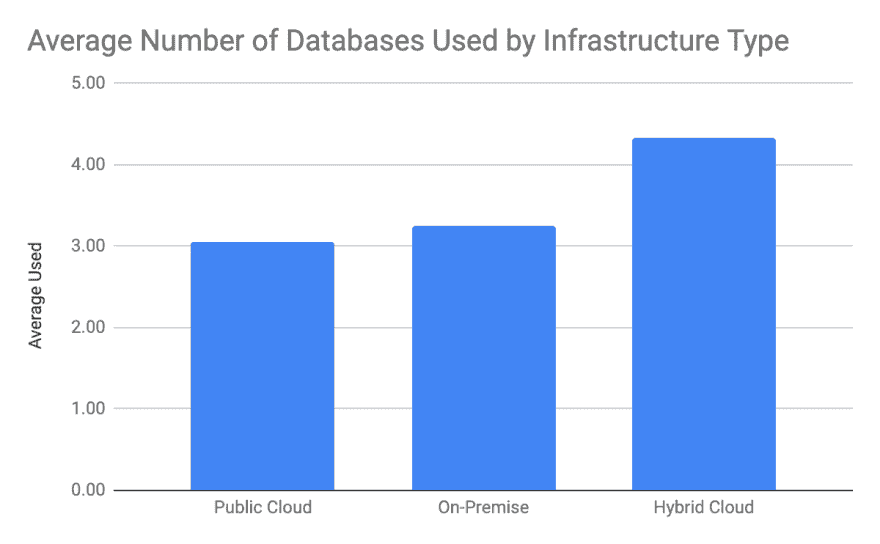 Average Number of Databases Used by Infrastructure Type
5.00
4.00
3.00
2.00
1.00
0.00
Average Used
Public Cloud
On-Premise
Hybrid Cloud